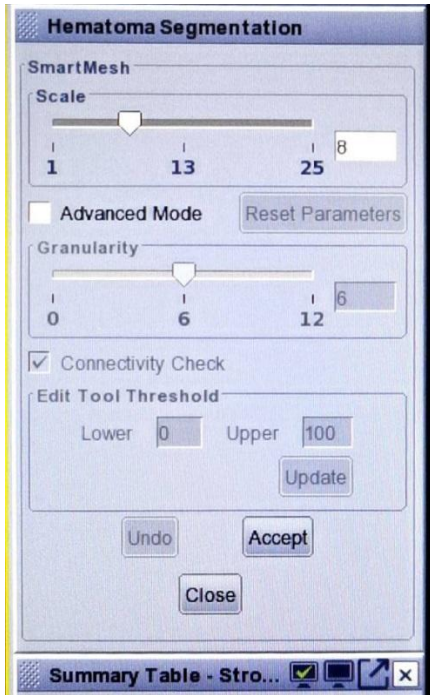 Hematoma Segmentation
SmartMesh
Scale
8
1 13 25
Advanced Mode Reset Parameters
Granularity
6
0 6 12
Connectivity Check
Edit Tool Threshold
Lower 0 Upper 100
Update
Undo Accept
Close
Summary Table - Stro...